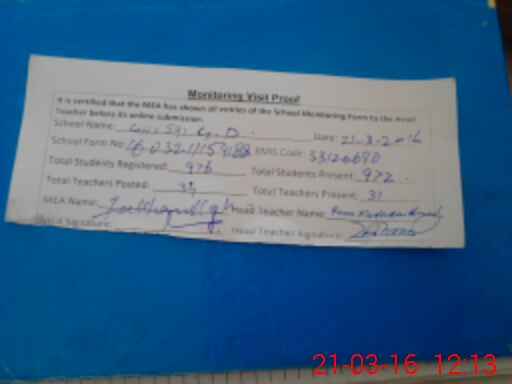 Monitoring Visit Proof
It is certified that the MEA has shown all entries of the School Monitoring Form to the Head
Teacher before its online submission.
School Name: Date: 21-3-2016
School Form No: EMIS Code: 33120690
Total Students Registered: 976 Total Students Present: 972
Total Teachers Posted: 39 Total Teachers Present: 31
MEA Name: Head Teacher Name:
MEA Signature: Head Teacher Signature:
21-03-16 12:13